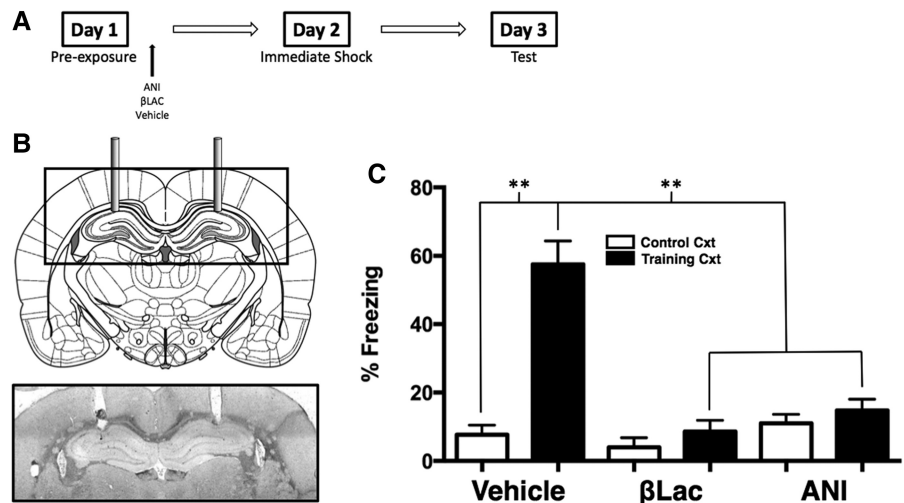 A
Day 1
Day 2
Day 3
Pre-exposure
Immediate Shock
Test
ANI
βLAC
Vehicle
B
C
**
**
80
60
40
20
0
% Freezing
Control Cxt
Training Cxt
Vehicle
βLac
ANI